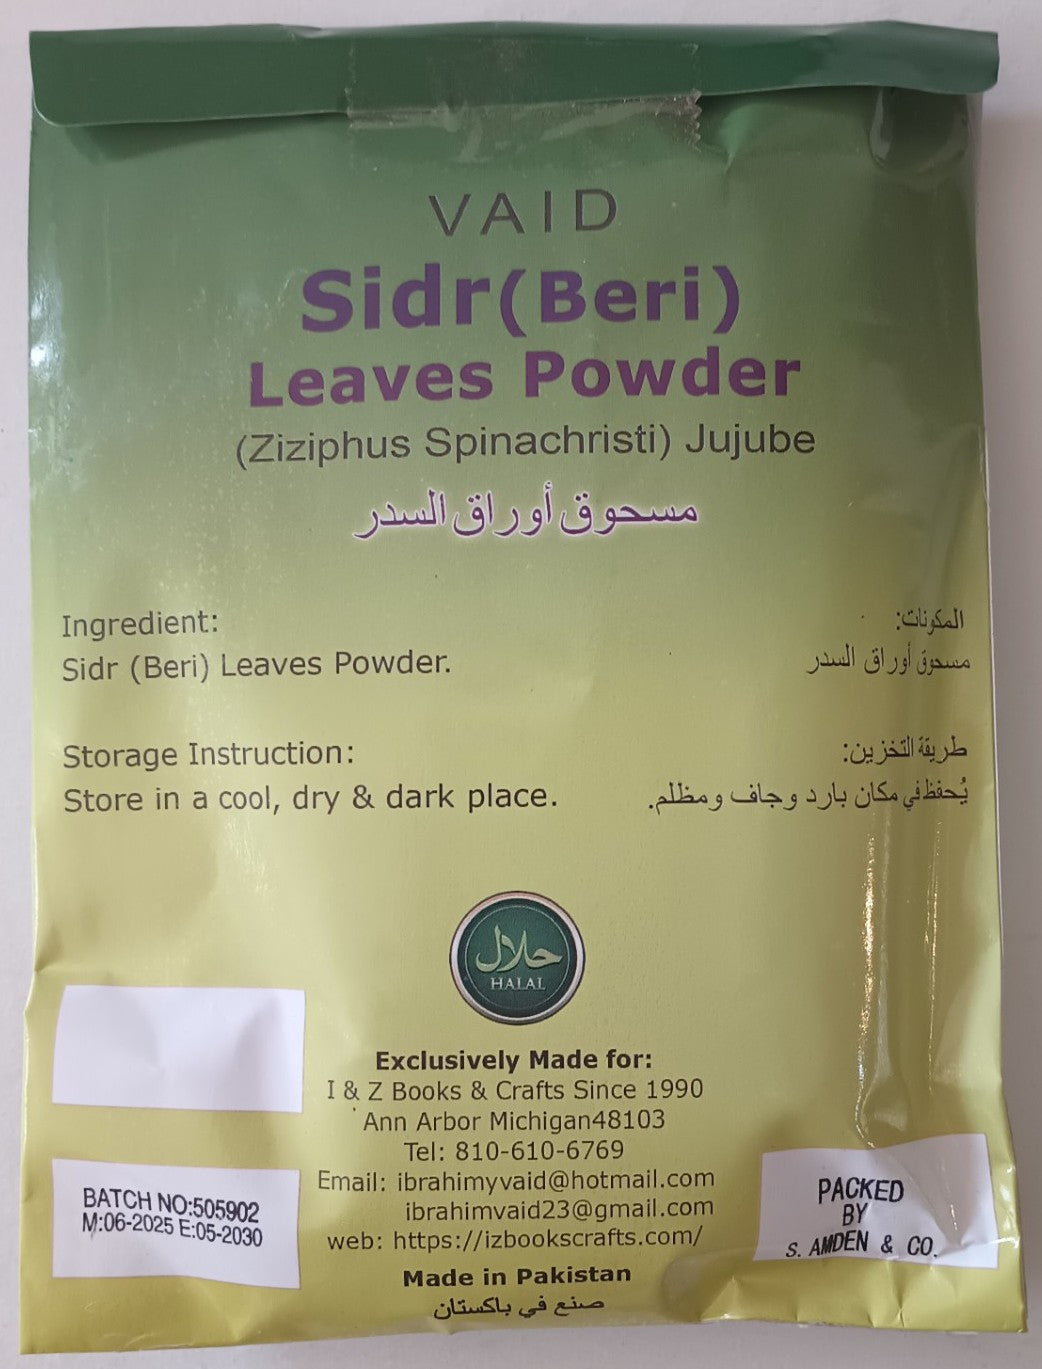 VAID
Sidr(Beri)
Leaves Powder
(Ziziphus Spinachristi) Jujube
مسحوق أوراق السدر
Ingredient:
Sidr (Beri) Leaves Powder.
المكونات:
مسحوق أوراق السدر
Storage Instruction:
Store in a cool, dry & dark place.
طريقة التخزين:
يُحفظ في مكان بارد وجاف ومظلم.
حلال
HALAL
Exclusively Made for:
I & Z Books & Crafts Since 1990
Ann Arbor Michigan48103
Tel: 810-610-6769
Email: ibrahimyvaid@hotmail.com
ibrahimvaid23@gmail.com
web: https://izbookscrafts.com/
Made in Pakistan
صنع في باكستان
BATCH NO:505902
M:06-2025 E:05-2030
PACKED
BY
S. AMDEN & CO.